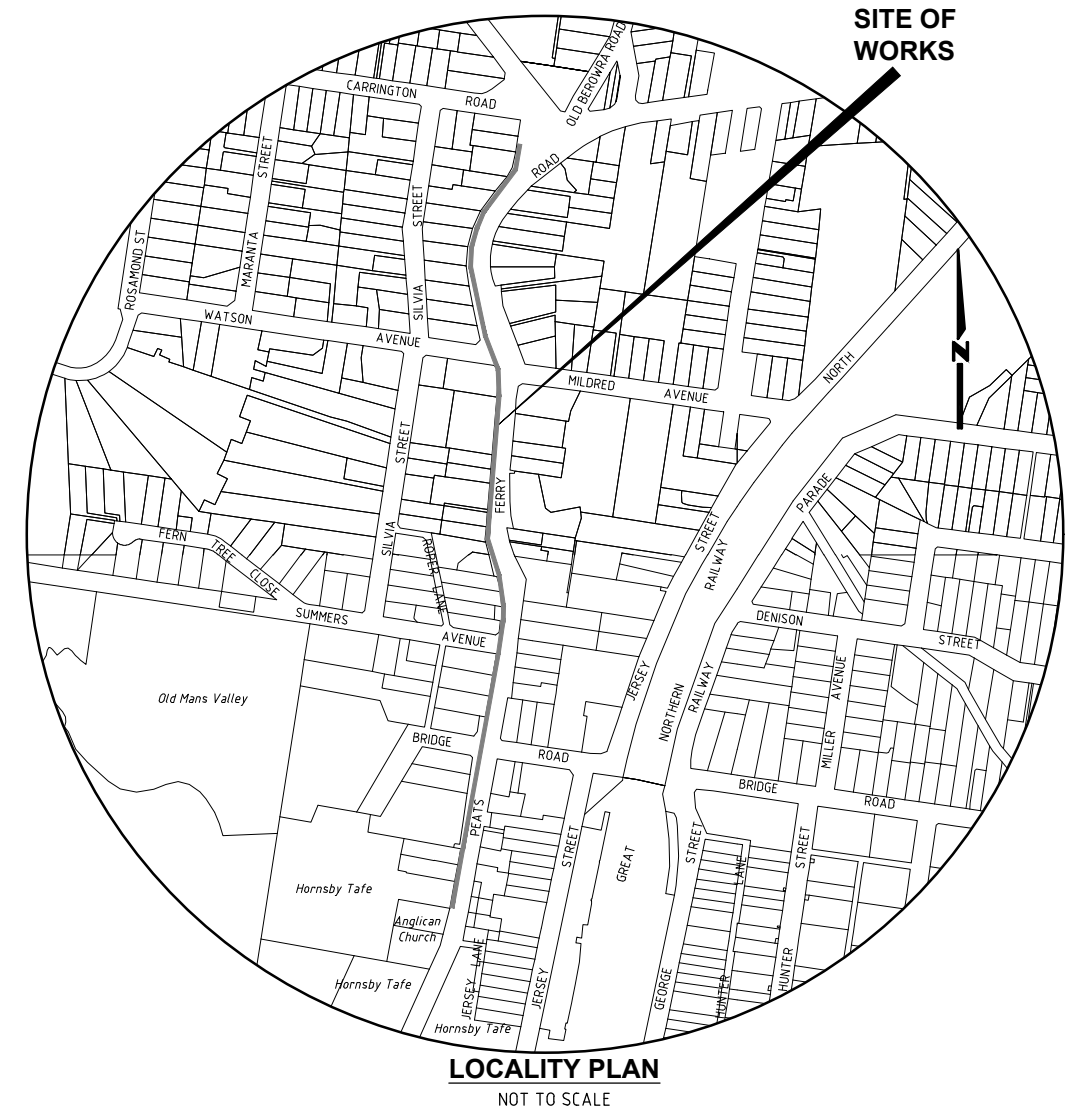 SITE OF
WORKS
CARRINGTON
ROAD
OLD BEROWRA ROAD
ROAD
STREET
STREET
MARANTA
ROSAMOND ST
SILVIA
WATSON
AVENUE
NORTH
N
MILDRED
AVENUE
STREET
FERRY
PARADE
STREET
RAILWAY
FERN
TREE
CLOSE
SILVIA
ROPER LANE
SUMMERS
AVENUE
DENISON
STREET
JERSEY
NORTHERN
RAILWAY
AVENUE
MILLER
Old Mans Valley
BRIDGE
ROAD
BRIDGE
ROAD
PEATS
STREET
GREAT
STREET
LANE
STREET
Hornsby Tafe
Anglican
Church
Hornsby Tafe
JERSEY LANE
JERSEY
GEORGE
HUNTER
HUNTER
Hornsby Tafe
LOCALITY PLAN
NOT TO SCALE